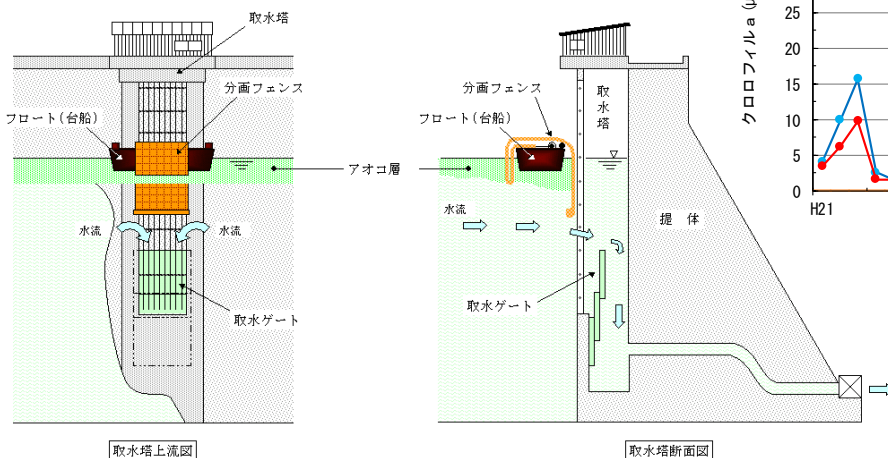 取水塔
分画フェンス
フロート(台船)
アオコ層
水流
水流
取水ゲート
取水塔上流図
分画フェンス
フロート(台船)
取水塔
水流
提 体
取水ゲート
取水塔断面図
クロロフィルa(μ
25
20
15
10
5
0
H21